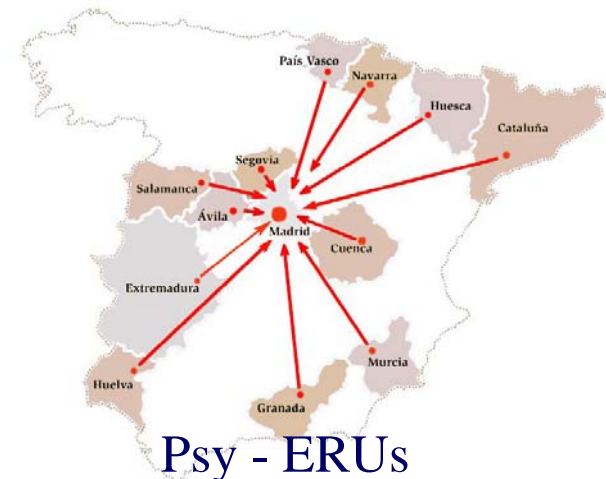 País Vasco
Navarra
Huesca
Cataluña
Segovia
Salamanca
Ávila
Madrid
Cuenca
Extremadura
Murcia
Huelva
Granada
Psy - ERUs